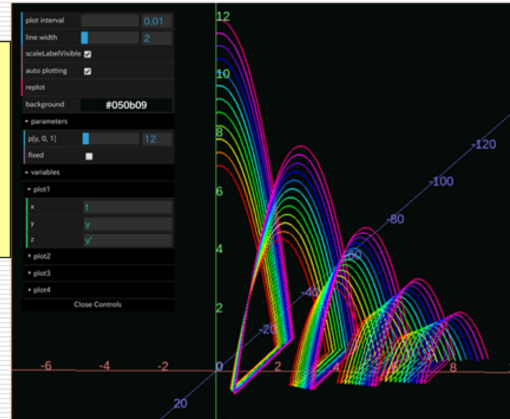 plot interval 0.01
line width 2
scaleLabelVisible
auto plotting
replot
background #050b09
parameters
p[y, 0, 1] 12
fixed
variables
plot1
x t
y y
z y'
plot2
plot3
plot4
Close Controls
12
10
8
6
4
2
0
-6 -4 -2 2 4 6 8
-120
-100
-80
-60
-40
-20
20